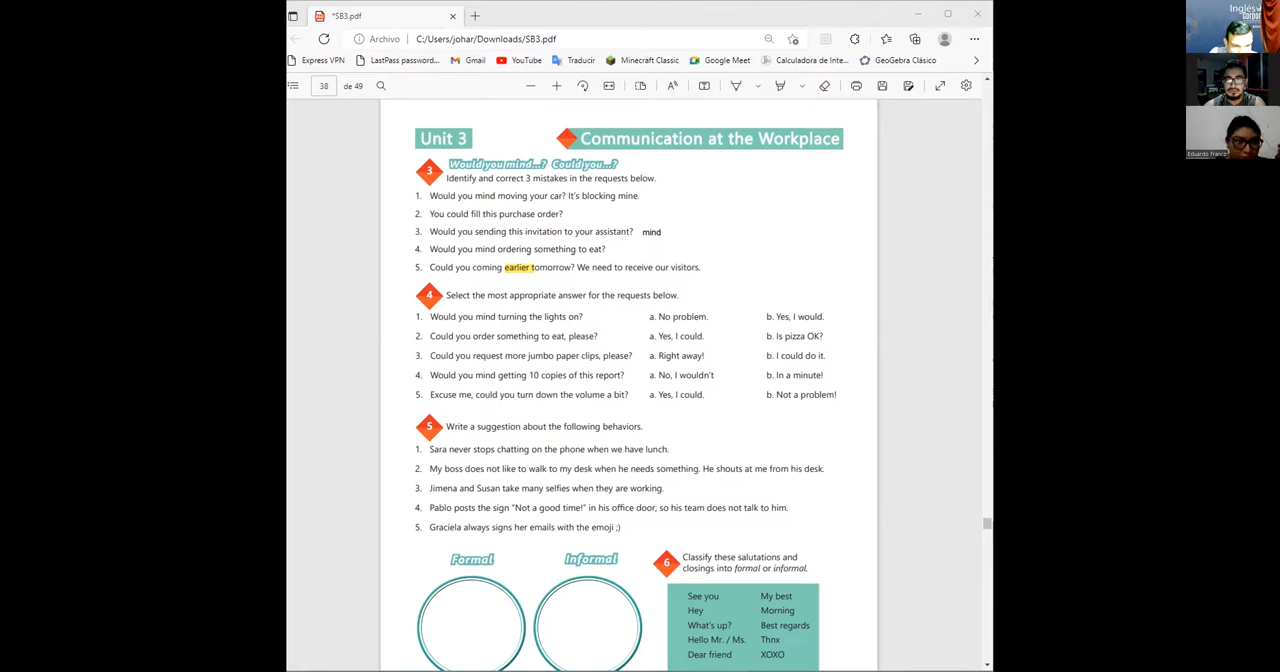 *SB3.pdf
Archivo C:/Users/johar/Downloads/SB3.pdf
Express VPN LastPass password... Gmail YouTube Traducir Minecraft Classic Google Meet Calculadora de Inte... GeoGebra Clásico
38 de 49
Unit 3 Communication at the Workplace
3 Would you mind...? Could you...?
Identify and correct 3 mistakes in the requests below.
1. Would you mind moving your car? It's blocking mine.
2. You could fill this purchase order?
3. Would you sending this invitation to your assistant? mind
4. Would you mind ordering something to eat?
5. Could you coming earlier tomorrow? We need to receive our visitors.
4 Select the most appropriate answer for the requests below.
1. Would you mind turning the lights on? a. No problem. b. Yes, I would.
2. Could you order something to eat, please? a. Yes, I could. b. Is pizza OK?
3. Could you request more jumbo paper clips, please? a. Right away! b. I could do it.
4. Would you mind getting 10 copies of this report? a. No, I wouldn't b. In a minute!
5. Excuse me, could you turn down the volume a bit? a. Yes, I could. b. Not a problem!
5 Write a suggestion about the following behaviors.
1. Sara never stops chatting on the phone when we have lunch.
2. My boss does not like to walk to my desk when he needs something. He shouts at me from his desk.
3. Jimena and Susan take many selfies when they are working.
4. Pablo posts the sign "Not a good time!" in his office door, so his team does not talk to him.
5. Graciela always signs her emails with the emoji ;)
Formal Informal
6 Classify these salutations and
closings into formal or informal.
See you My best
Hey Morning
What's up? Best regards
Hello Mr. / Ms. Thnx
Dear friend XOXO
Inglés
Corpor
Eduardo Franco